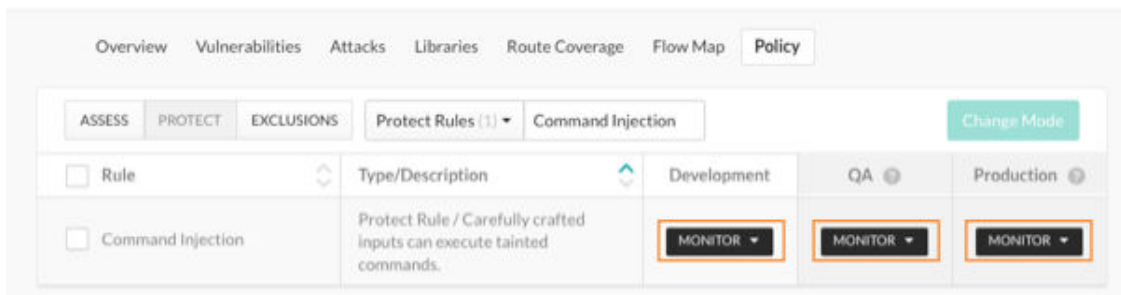 Overview Vulnerabilities Attacks Libraries Route Coverage Flow Map Policy
ASSESS PROTECT EXCLUSIONS Protect Rules (1) Command Injection Change Mode
Rule Type/Description Development QA Production
Command Injection Protect Rule / Carefully crafted
inputs can execute tainted MONITOR MONITOR MONITOR
commands.